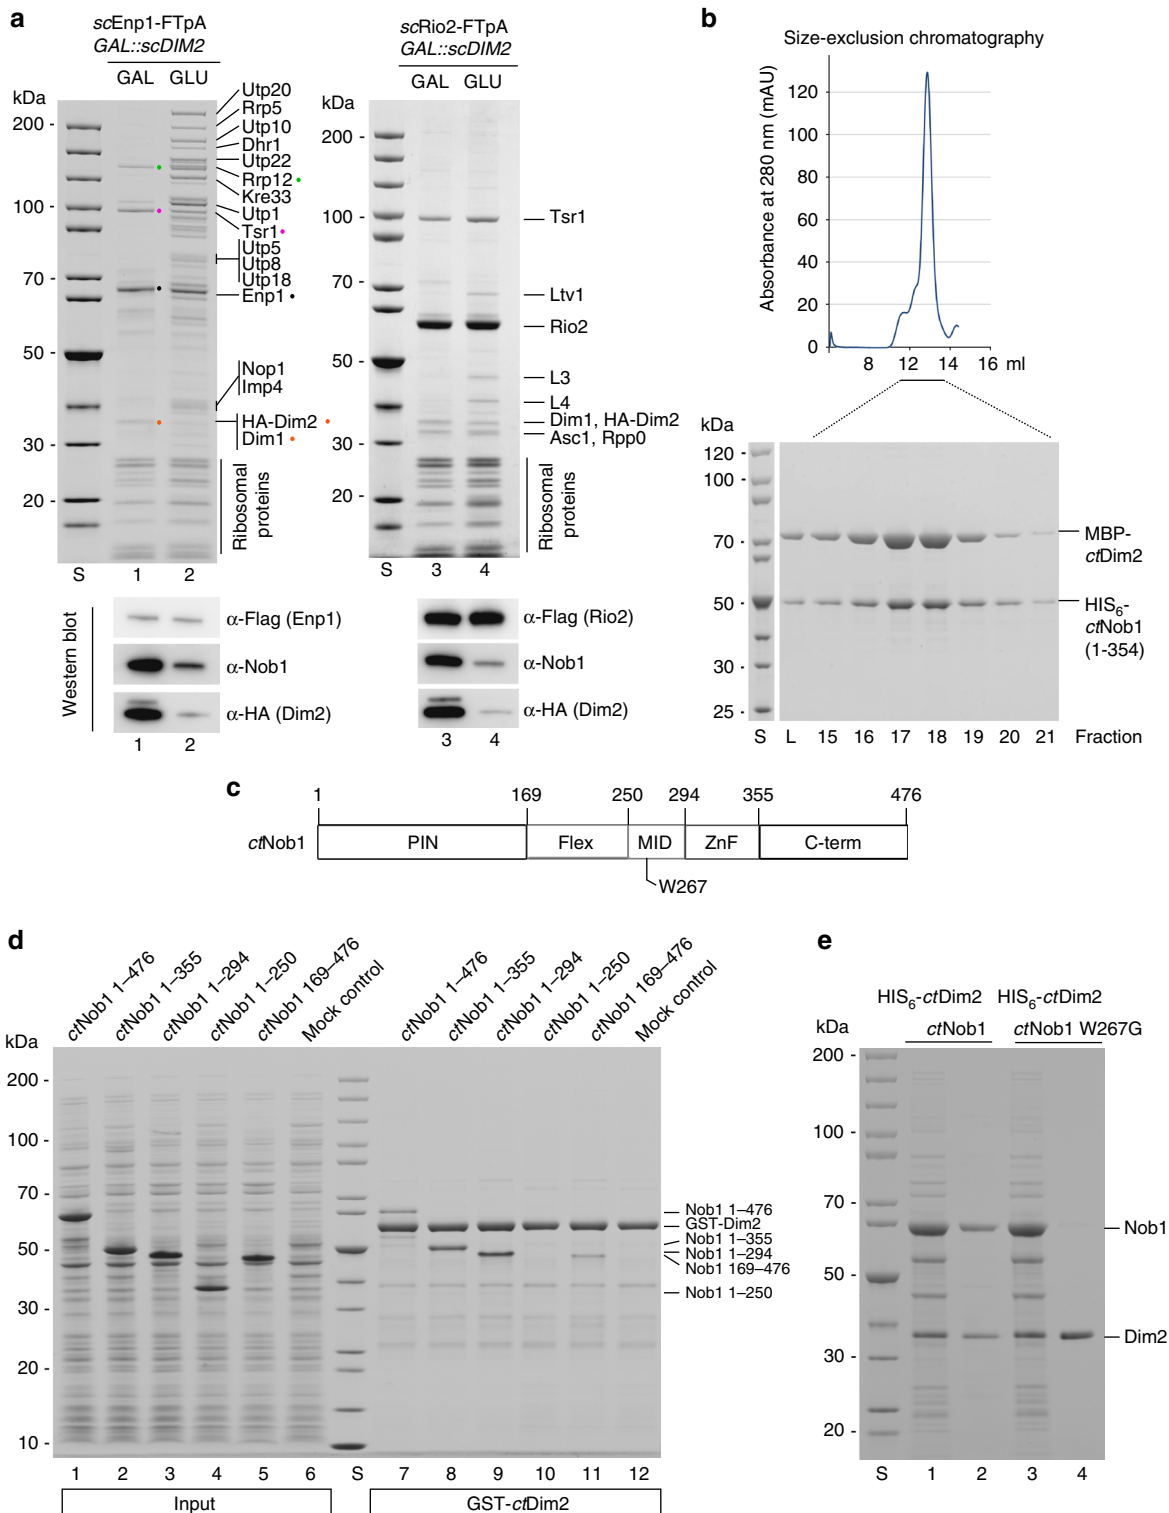 a
scEnp1-FTpA
GAL::scDIM2
GAL GLU
kDa
200 -
100 -
70 -
50 -
30 -
20 -
Utp20
Rrp5
Utp10
Dhr1
Utp22
Rrp12
Kre33
Utp1
Tsr1
Utp5
Utp8
Utp18
Enp1
Nop1
Imp4
HA-Dim2
Dim1
Ribosomal
proteins
S 1 2
scRio2-FTpA
GAL::scDIM2
GAL GLU
kDa
200 -
100 -
70 -
50 -
30 -
20 -
Tsr1
Ltv1
Rio2
L3
L4
Dim1, HA-Dim2
Asc1, Rpp0
Ribosomal
proteins
S 3 4
Western blot
α-Flag (Enp1)
α-Nob1
α-HA (Dim2)
1 2
α-Flag (Rio2)
α-Nob1
α-HA (Dim2)
3 4
b
Size-exclusion chromatography
Absorbance at 280 nm (mAU)
120
100
80
60
40
20
0
8 12 16 ml
kDa
120 -
100 -
70 -
50 -
30 -
25 -
MBP-
ctDim2
HIS6-
ctNob1
(1-354)
S L 15 16 17 18 19 20 21 Fraction
c
1 169 250 294 355 476
ctNob1 PIN Flex MID ZnF C-term
W267
d
ctNob1 1–476
ctNob1 1–355
ctNob1 1–294
ctNob1 1–250
ctNob1 169–476
Mock control
ctNob1 1–476
ctNob1 1–355
ctNob1 1–294
ctNob1 1–250
ctNob1 169–476
Mock control
kDa
200 -
100 -
70 -
50 -
30 -
20 -
10 -
Nob1 1–476
GST-Dim2
Nob1 1–355
Nob1 1–294
Nob1 169–476
Nob1 1–250
1 2 3 4 5 6 S 7 8 9 10 11 12
Input GST-ctDim2
e
HIS6-ctDim2 HIS6-ctDim2
ctNob1 ctNob1 W267G
kDa
200 -
100 -
70 -
50 -
30 -
20 -
Nob1
Dim2
S 1 2 3 4